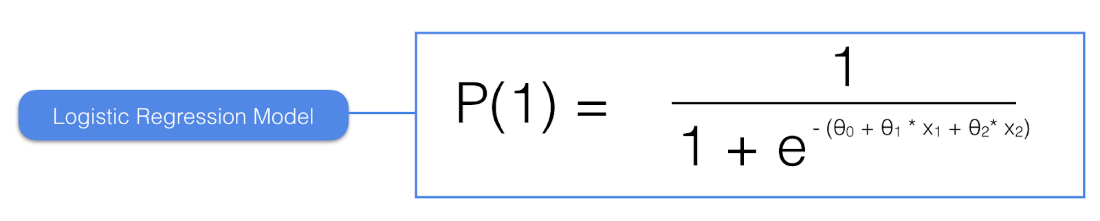 Logistic Regression Model
P(1) =
1
1 + e - (θ₀ + θ₁ * x₁ + θ₂* x₂)